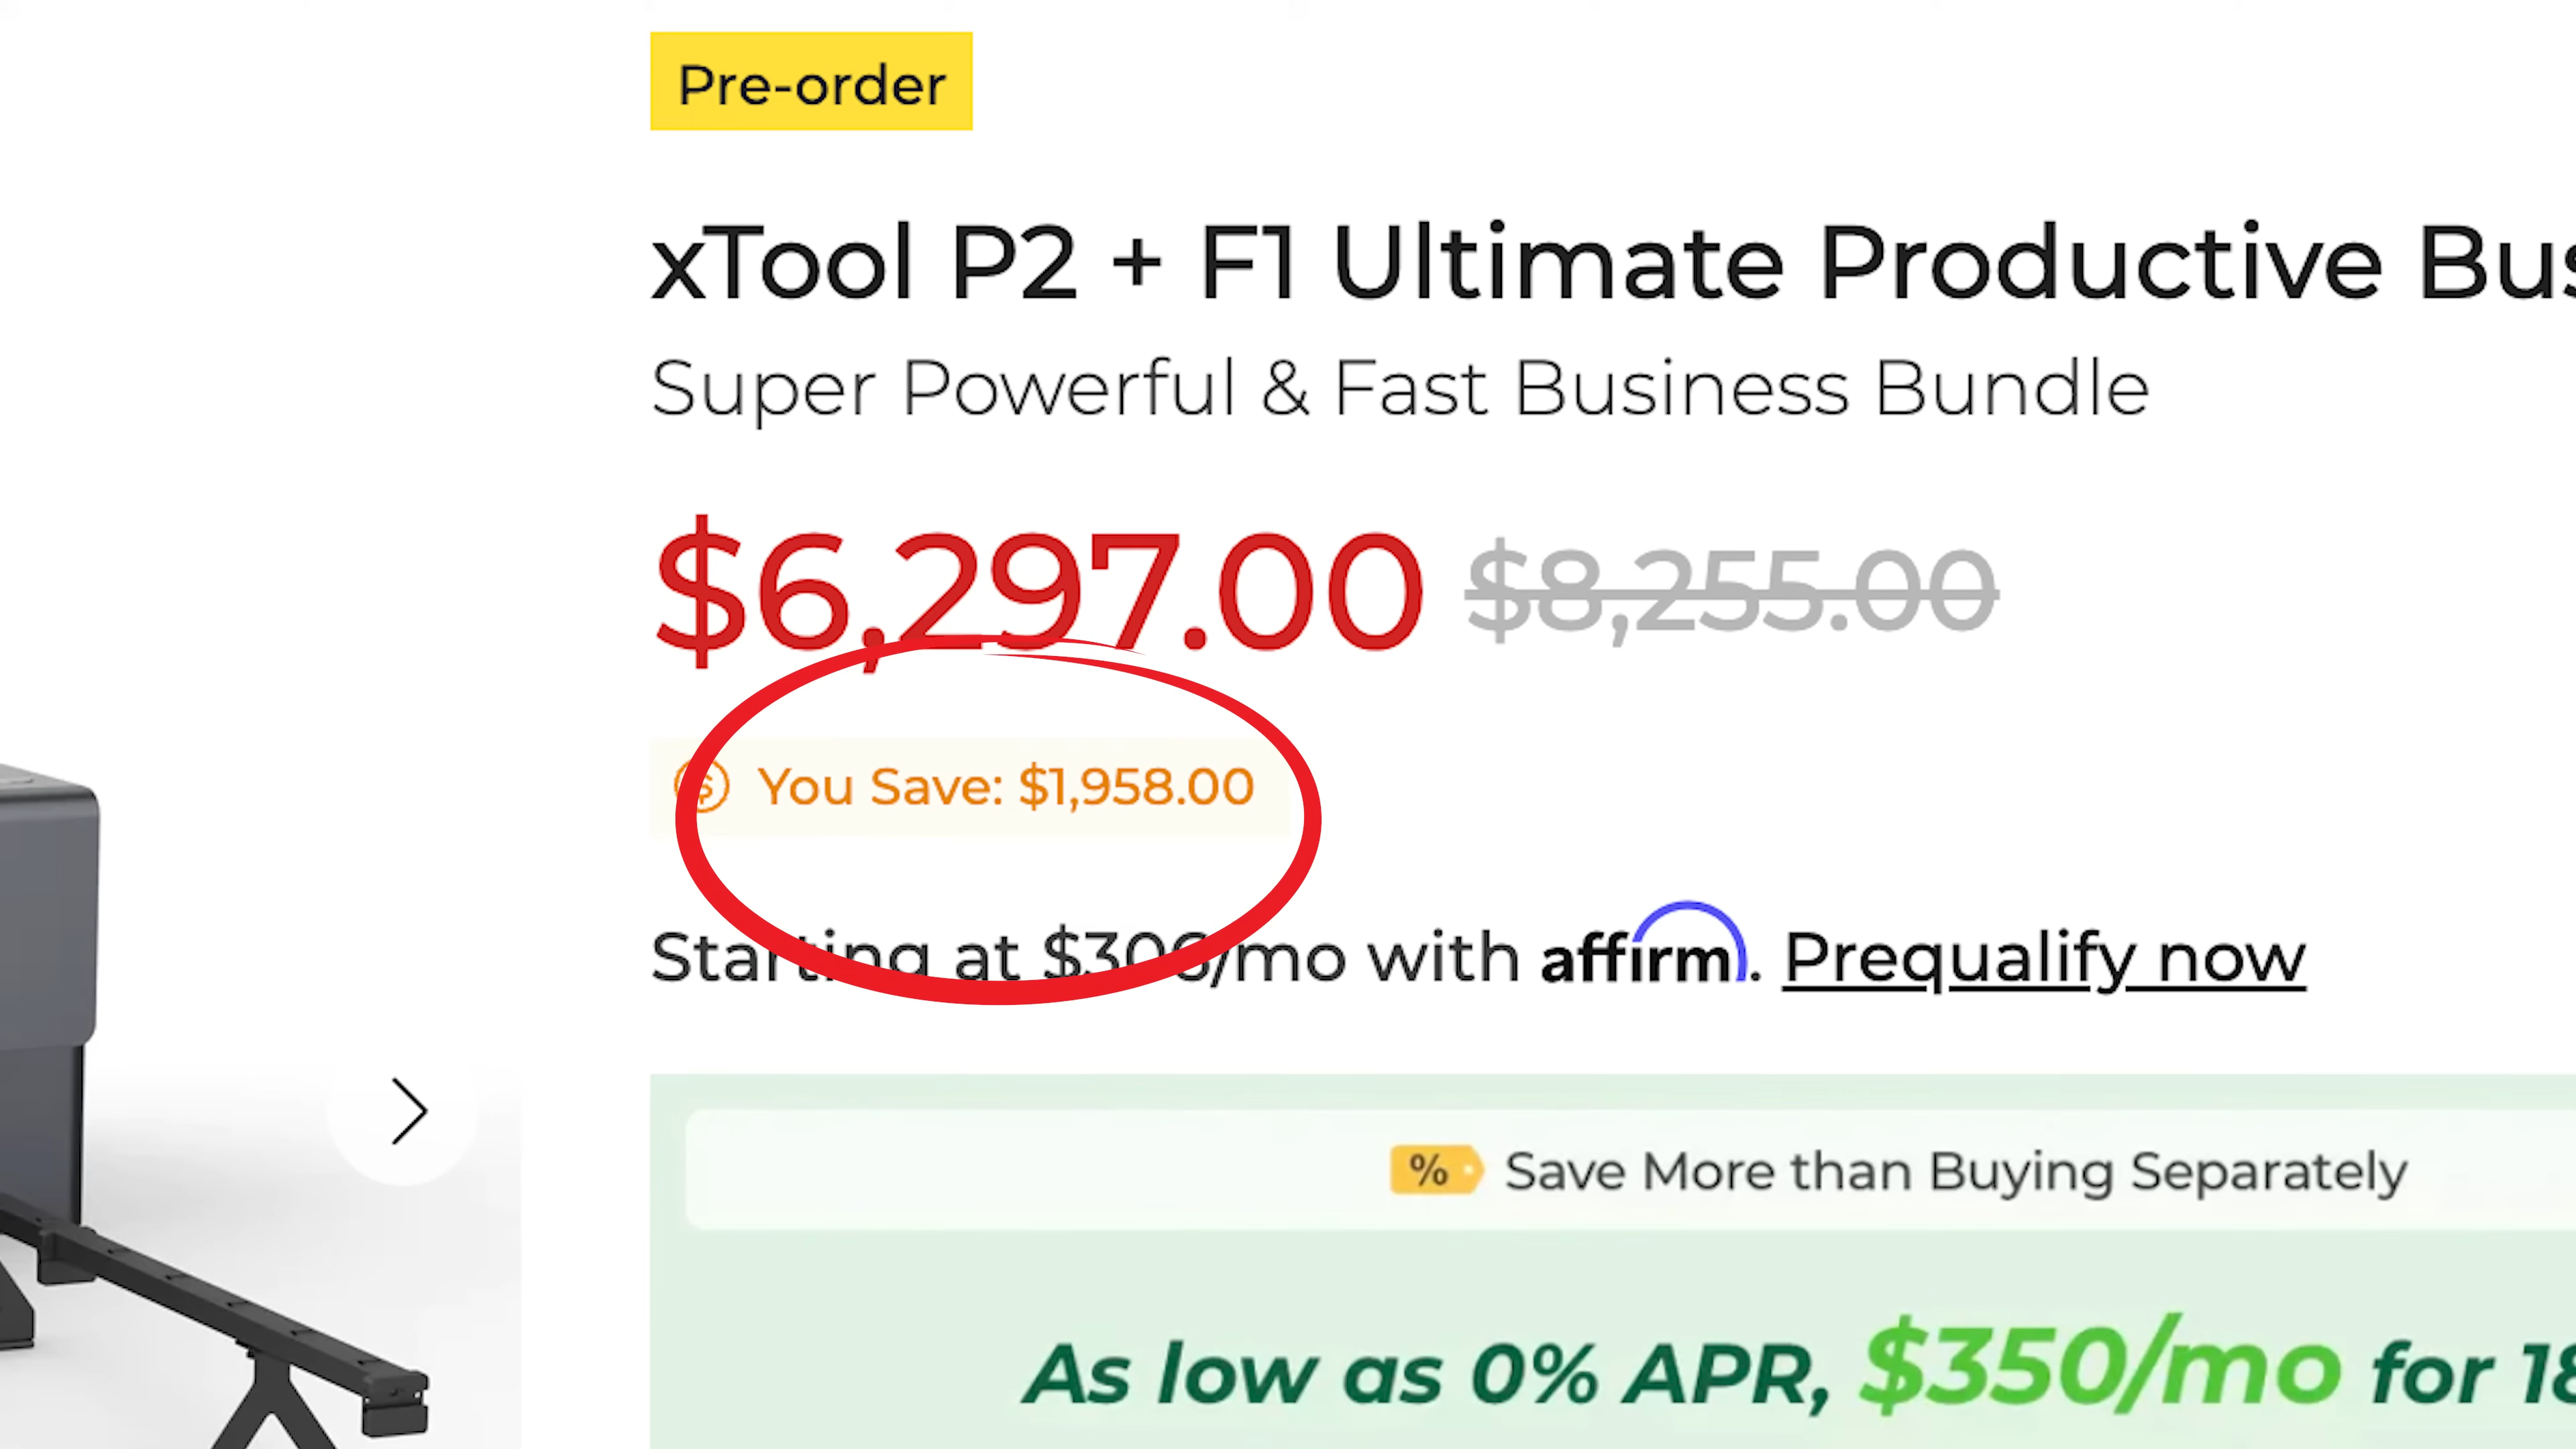 Pre-order
xTool P2 + F1 Ultimate Productive
Super Powerful & Fast Business Bundle
$6,297.00 $8,255.00
You Save: $1,958.00
Starting at /mo with affirm. Prequalify now
% Save More than Buying Separately
As low as 0% APR, $350/mo for